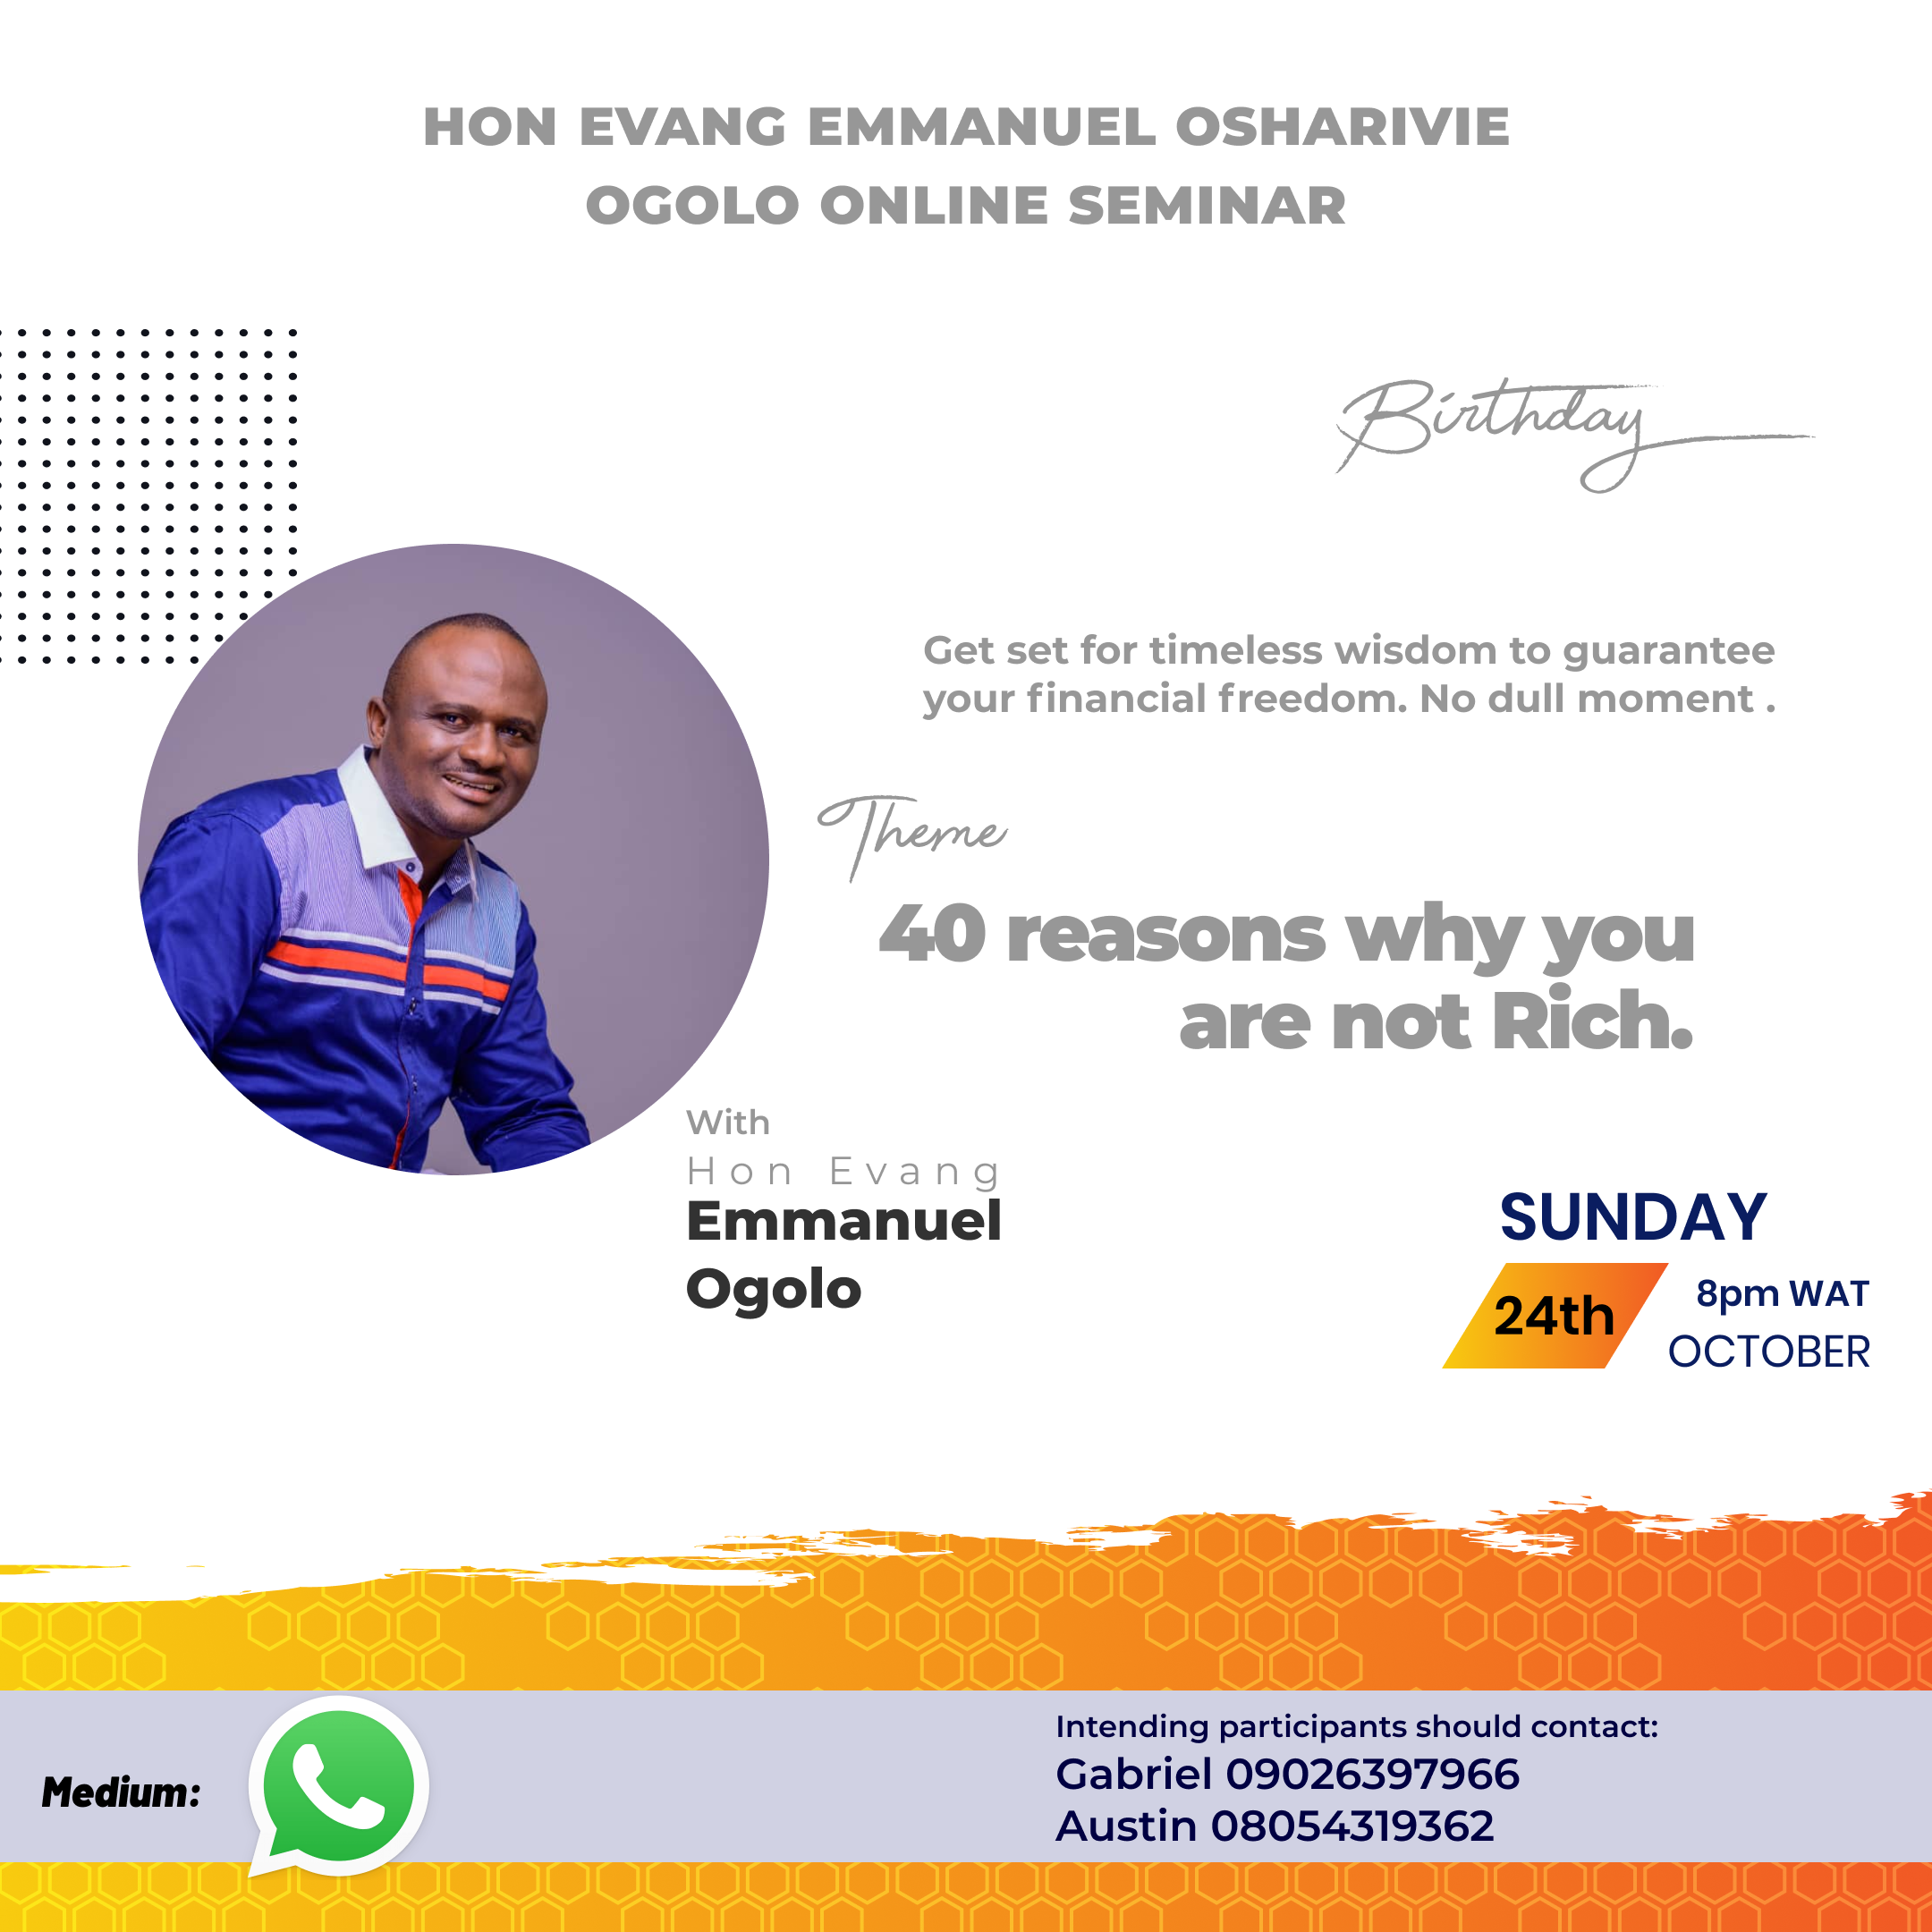 HON EVANG EMMANUEL OSHARIVIE
OGOLO ONLINE SEMINAR
Birthday
Get set for timeless wisdom to guarantee
your financial freedom. No dull moment .
Theme
40 reasons why you
are not Rich.
With
Hon Evang
Emmanuel
Ogolo
SUNDAY
24th
8pm WAT
OCTOBER
Medium:
Intending participants should contact:
Gabriel 09026397966
Austin 08054319362